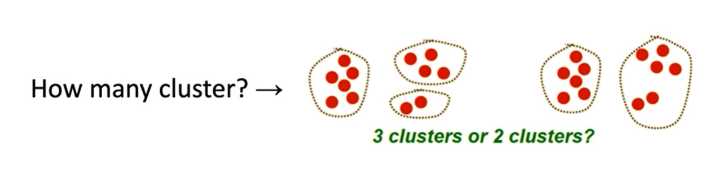 How many cluster? →
3 clusters or 2 clusters?